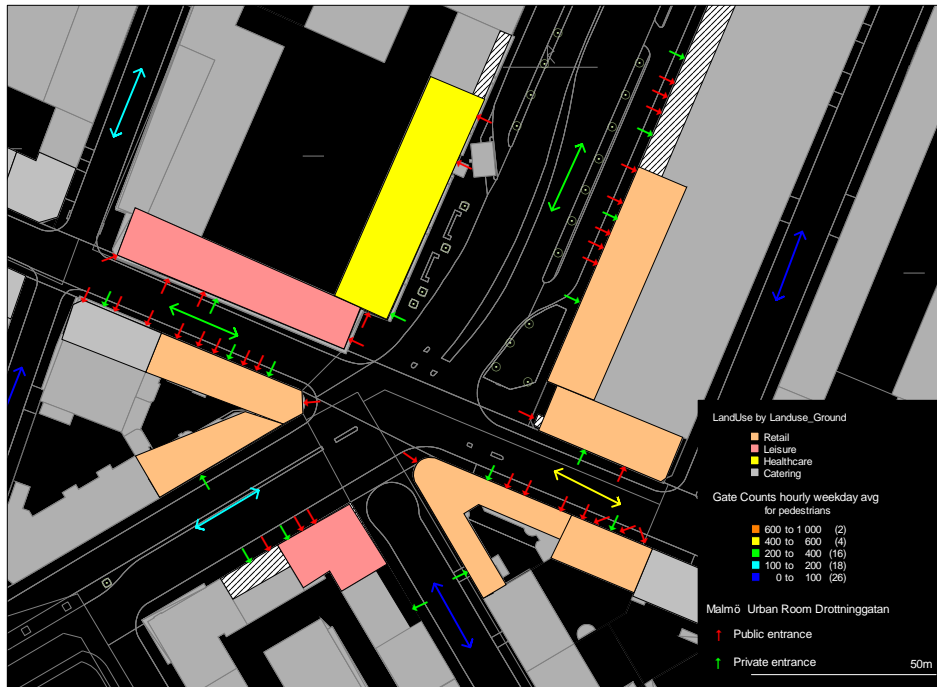 LandUse by Landuse_Ground
Retail
Leisure
Healthcare
Catering
Gate Counts hourly weekday avg
for pedestrians
600 to 1 000 (2)
400 to 600 (4)
200 to 400 (16)
100 to 200 (18)
0 to 100 (26)
Malmö Urban Room Drottninggatan
Public entrance
Private entrance
50m